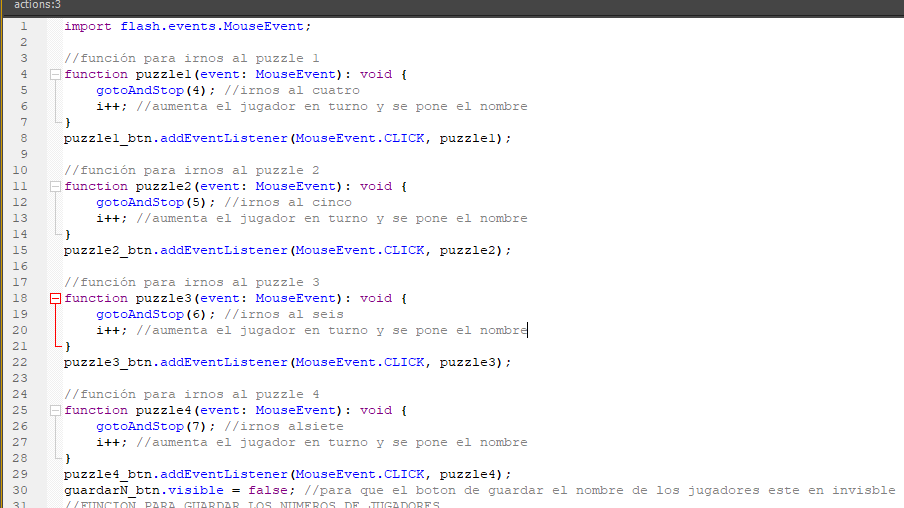 actions:3
1 import flash.events.MouseEvent;
2
3 //función para irnos al puzzle 1
4 function puzzle1(event: MouseEvent): void {
5 gotoAndStop(4); //irnos al cuatro
6 i++; //aumenta el jugador en turno y se pone el nombre
7 }
8 puzzle1_btn.addEventListener(MouseEvent.CLICK, puzzle1);
9
10 //función para irnos al puzzle 2
11 function puzzle2(event: MouseEvent): void {
12 gotoAndStop(5); //irnos al cinco
13 i++; //aumenta el jugador en turno y se pone el nombre
14 }
15 puzzle2_btn.addEventListener(MouseEvent.CLICK, puzzle2);
16
17 //función para irnos al puzzle 3
18 function puzzle3(event: MouseEvent): void {
19 gotoAndStop(6); //irnos al seis
20 i++; //aumenta el jugador en turno y se pone el nombre
21 }
22 puzzle3_btn.addEventListener(MouseEvent.CLICK, puzzle3);
23
24 //función para irnos al puzzle 4
25 function puzzle4(event: MouseEvent): void {
26 gotoAndStop(7); //irnos alsiete
27 i++; //aumenta el jugador en turno y se pone el nombre
28 }
29 puzzle4_btn.addEventListener(MouseEvent.CLICK, puzzle4);
30 guardarN_btn.visible = false; //para que el boton de guardar el nombre de los jugadores este en invisble
31 //FUNCION PARA GUARDAR LOS NUMEROS DE JUGADORES